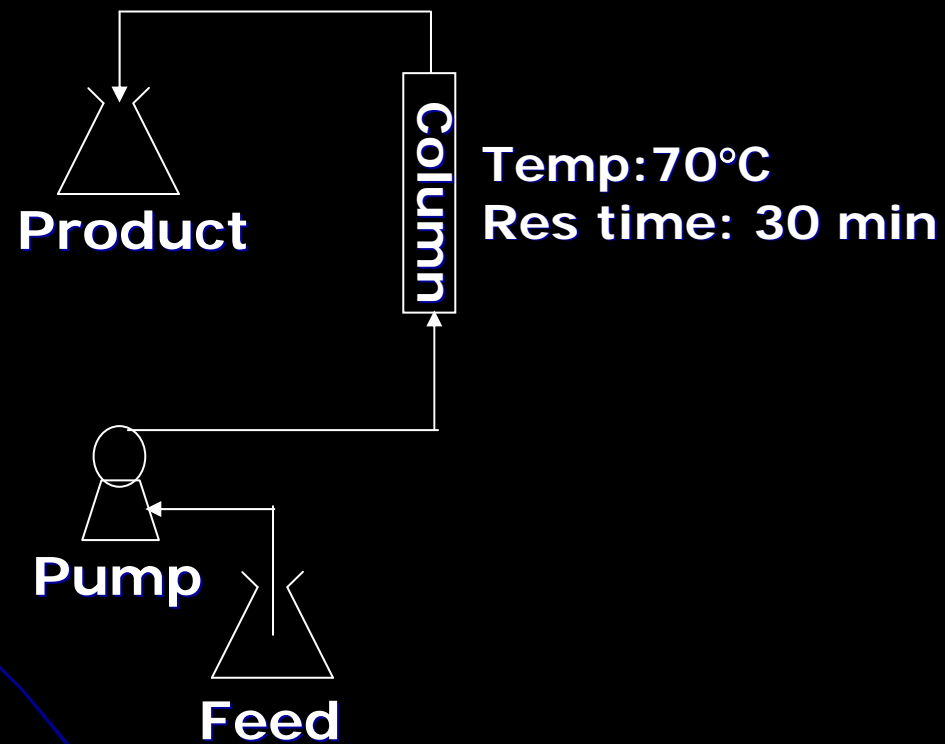 Column
Temp:70°C
Res time: 30 min
Product
Pump
Feed